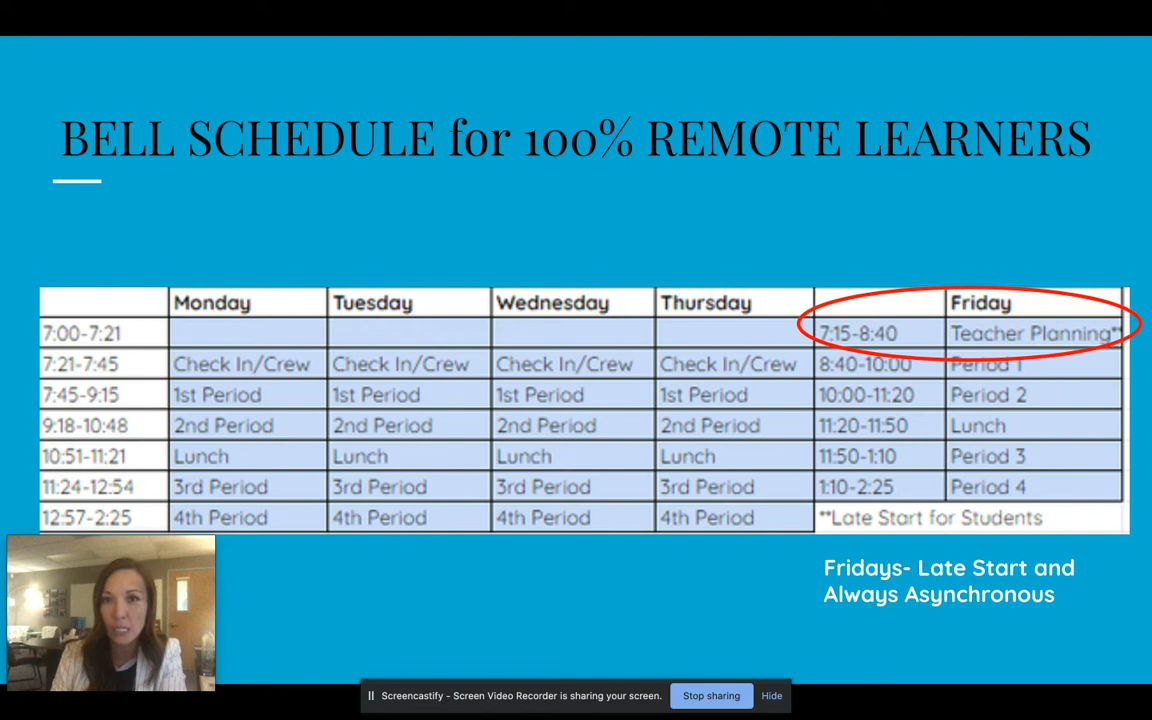 BELL SCHEDULE for 100% REMOTE LEARNERS
Monday Tuesday Wednesday Thursday Friday
7:00-7:21 7:15-8:40 Teacher Planning**
7:21-7:45 Check In/Crew Check In/Crew Check In/Crew Check In/Crew 8:40-10:00 Period 1
7:45-9:15 1st Period 1st Period 1st Period 1st Period 10:00-11:20 Period 2
9:18-10:48 2nd Period 2nd Period 2nd Period 2nd Period 11:20-11:50 Lunch
10:51-11:21 Lunch Lunch Lunch Lunch 11:50-1:10 Period 3
11:24-12:54 3rd Period 3rd Period 3rd Period 3rd Period 1:10-2:25 Period 4
12:57-2:25 4th Period 4th Period 4th Period 4th Period **Late Start for Students
Fridays- Late Start and
Always Asynchronous
Screencastify - Screen Video Recorder is sharing your screen. Stop sharing Hide